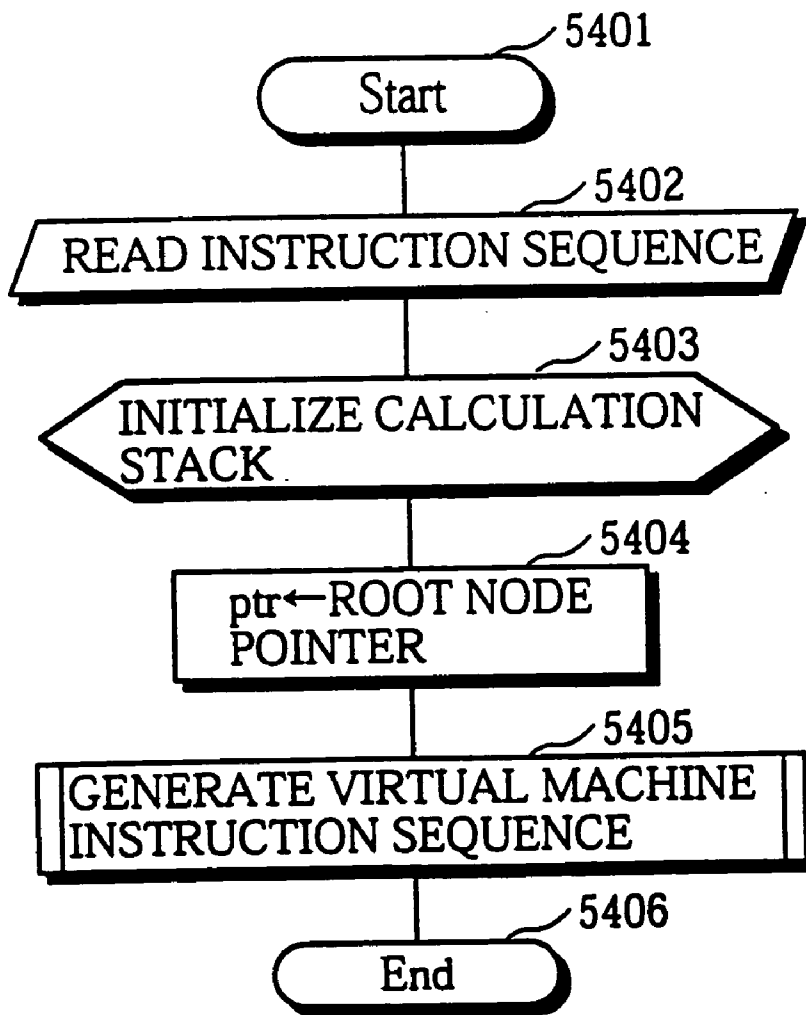 5401
Start
5402
READ INSTRUCTION SEQUENCE
5403
INITIALIZE CALCULATION
STACK
5404
ptr←ROOT NODE
POINTER
5405
GENERATE VIRTUAL MACHINE
INSTRUCTION SEQUENCE
5406
End